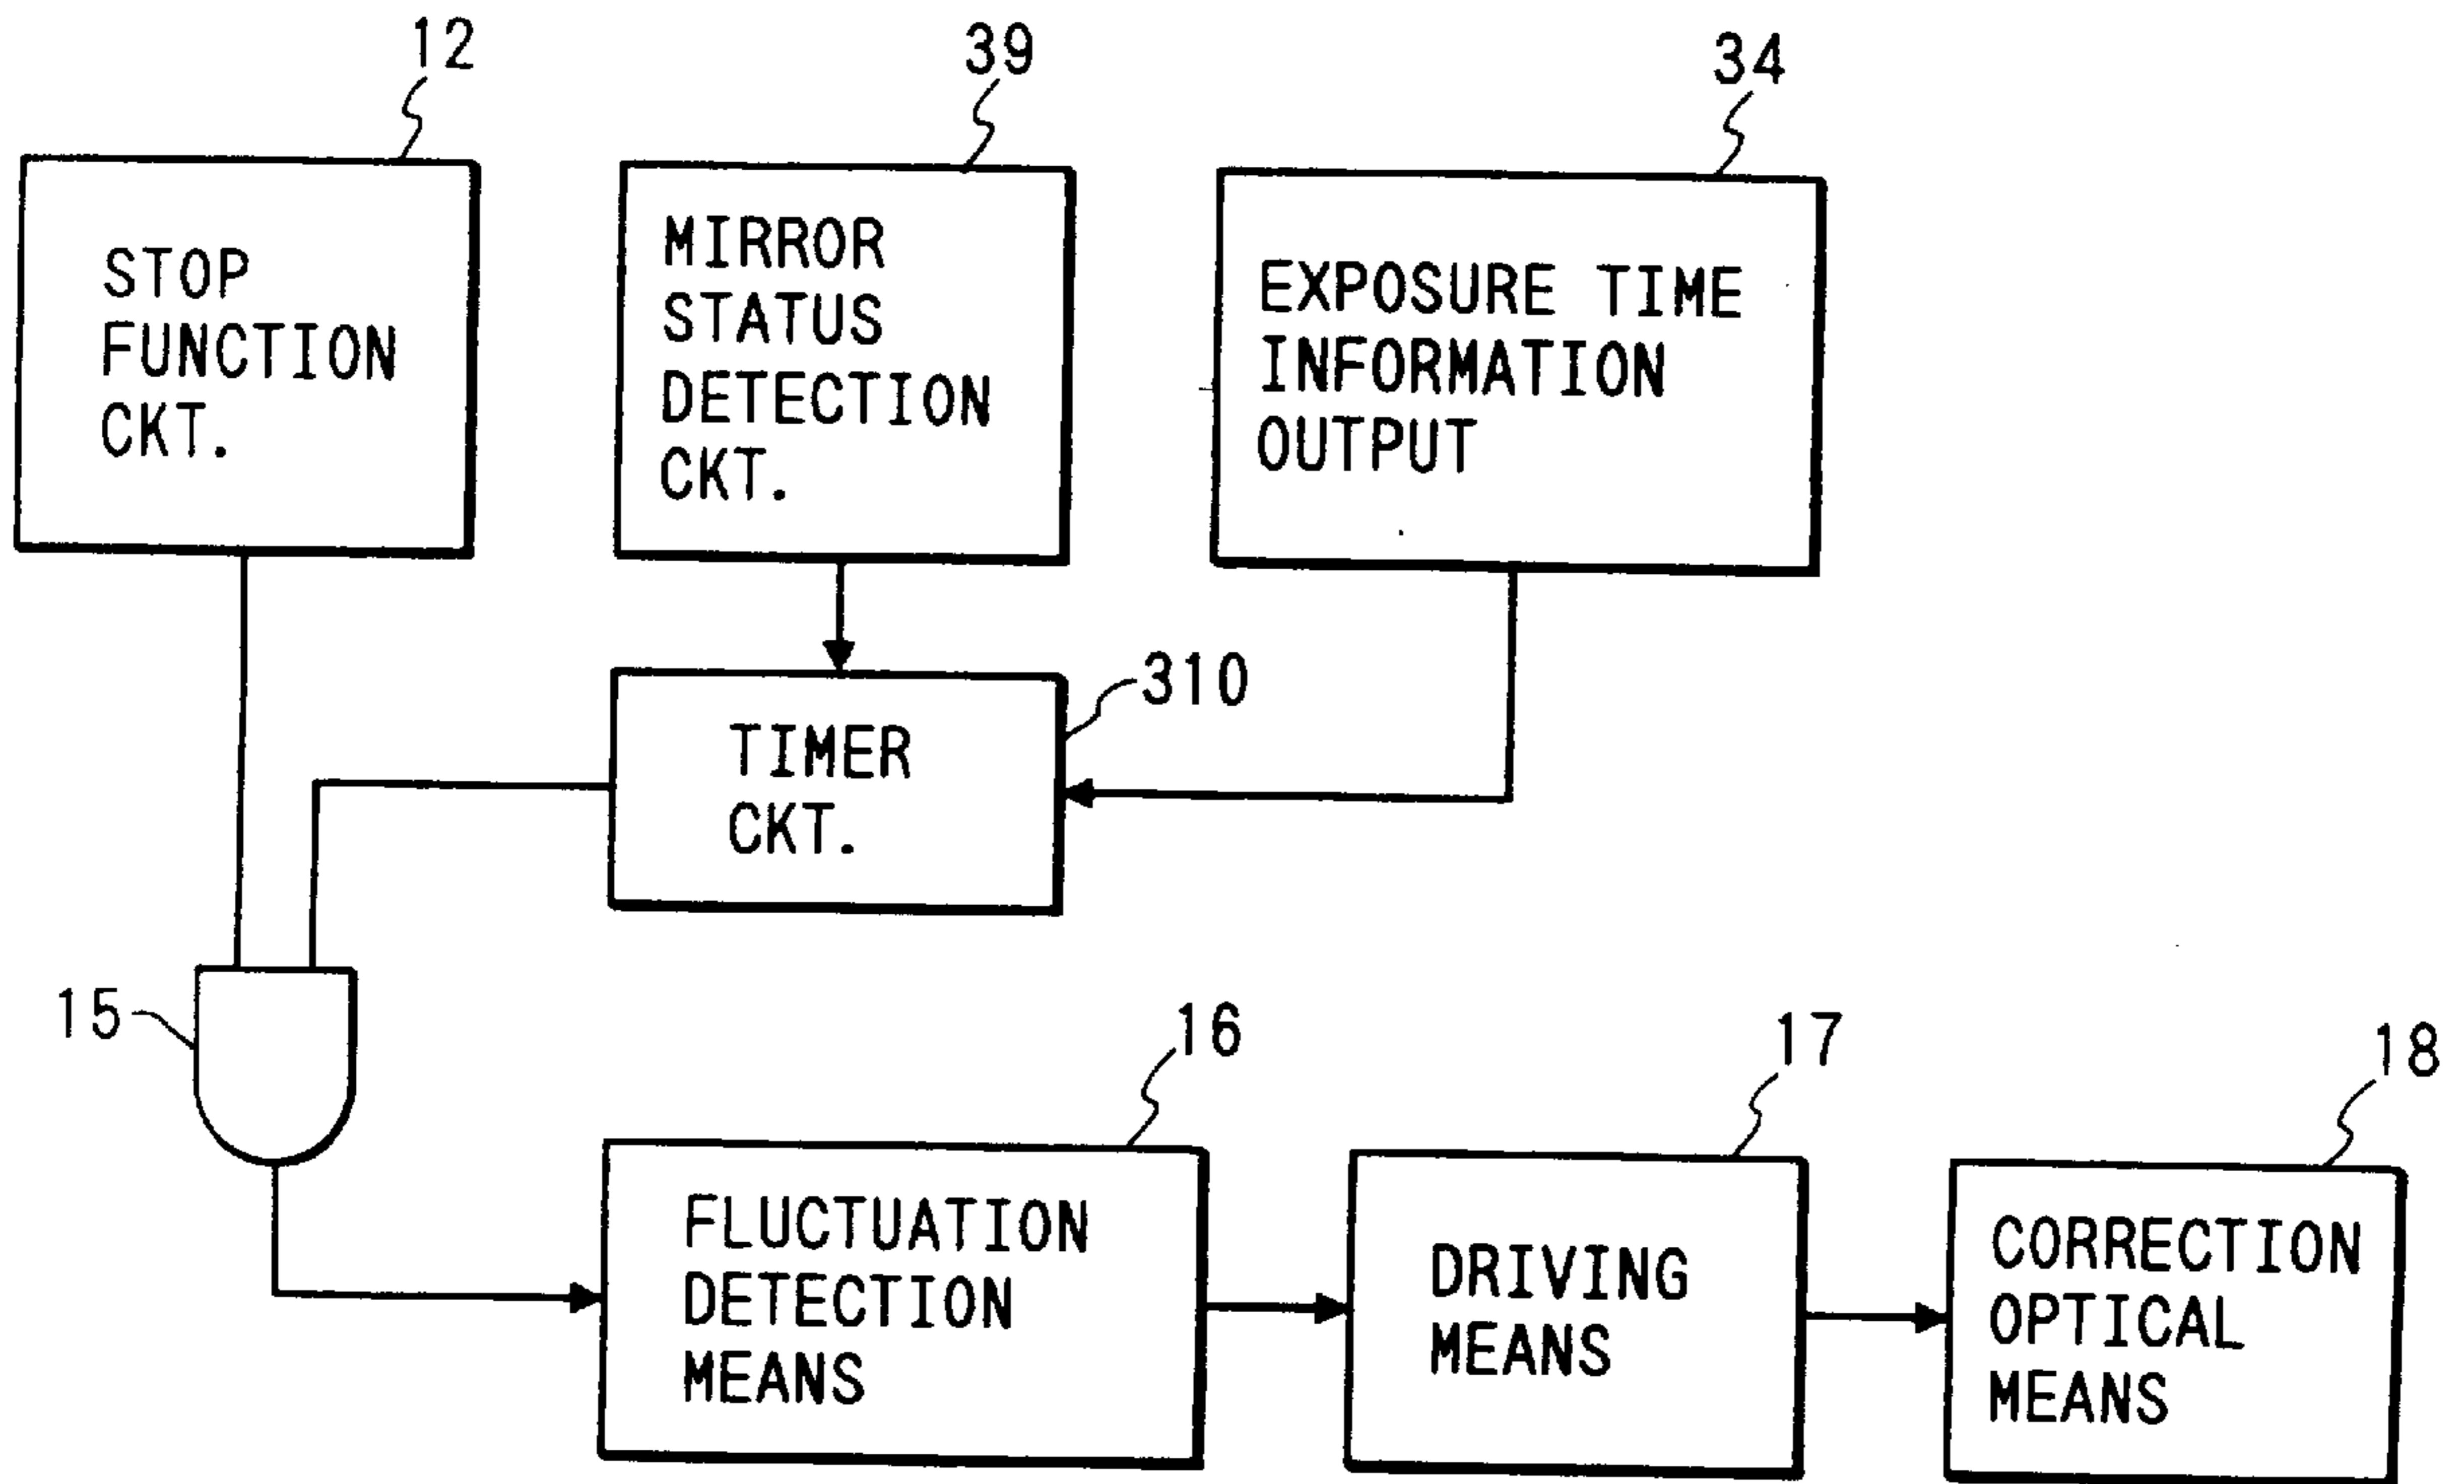 12
39
34
STOP
FUNCTION
CKT.
MIRROR
STATUS
DETECTION
CKT.
EXPOSURE TIME
INFORMATION
OUTPUT
310
TIMER
CKT.
15
16
17
18
FLUCTUATION
DETECTION
MEANS
DRIVING
MEANS
CORRECTION
OPTICAL
MEANS